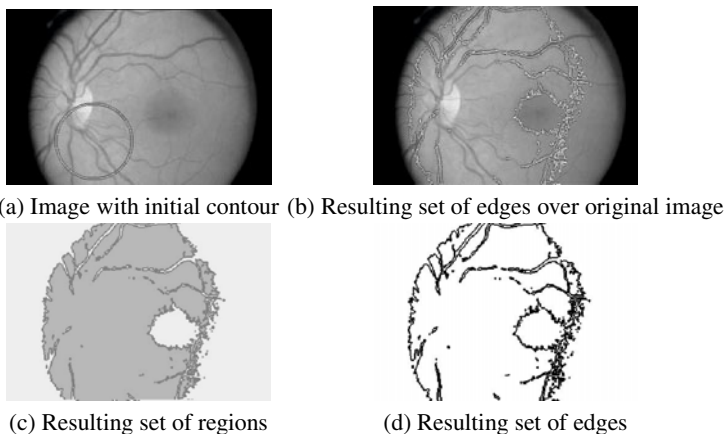 (a) Image with initial contour (b) Resulting set of edges over original image
(c) Resulting set of regions (d) Resulting set of edges